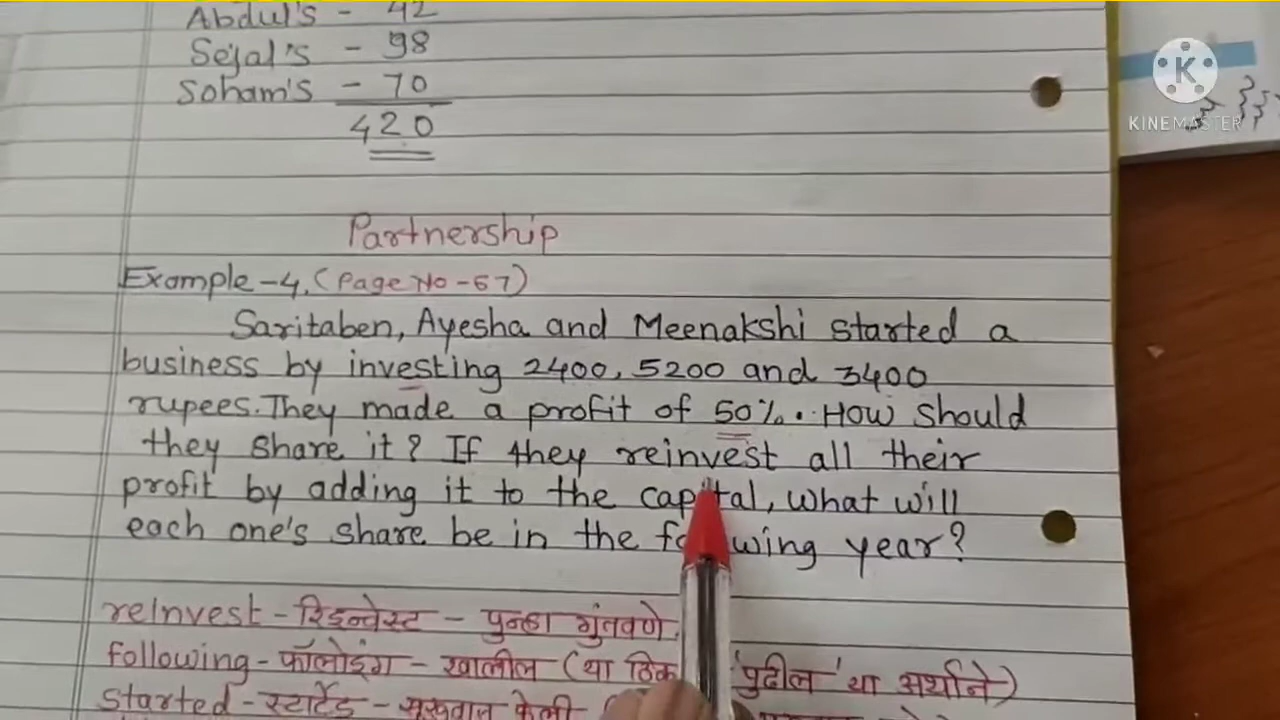 Abdul's - 42
Sejal's - 98
Soham's - 70
420
KINEMASTER
Partnership
Example-4. (Page No-57)
Saritaben, Ayesha and Meenakshi started a
business by investing 2400, 5200 and 3400
rupees. They made a profit of 50%. How should
they share it? If they reinvest all their
profit by adding it to the capital, what will
each one's share be in the following year?
reinvest - रिइन्वेस्ट - पुन्हा गुंतवणे.
following - फॉलोइंग - खालील (या ठिक 'पुढील' या अर्थाने)
started - स्टार्टेड - सुरुवात केली